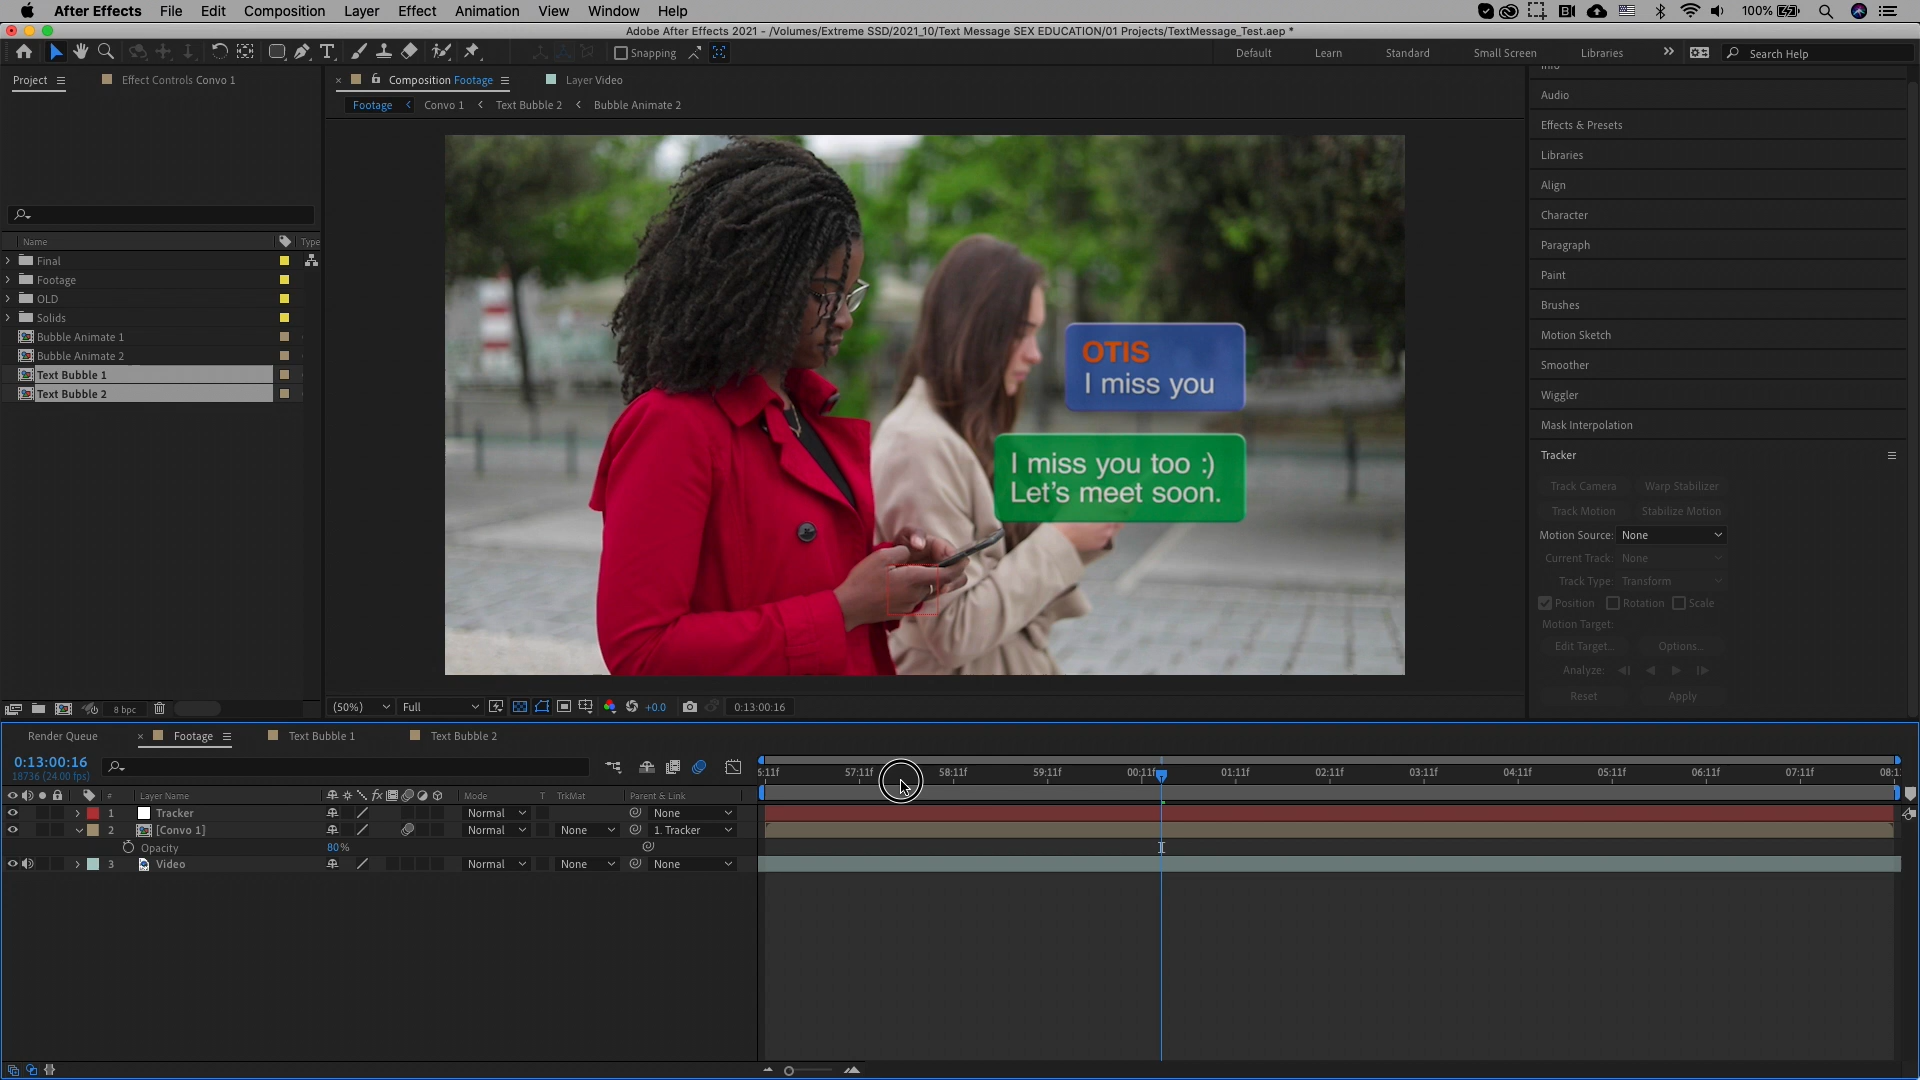 After Effects File Edit Composition Layer Effect Animation View Window Help
100%
Adobe After Effects 2021 - /Volumes/Extreme SSD/2021_10/Text Message SEX EDUCATION/01 Projects/TextMessage_Test.aep *
Snapping
Default Learn Standard Small Screen Libraries
Search Help
Project
Effect Controls Convo 1
Composition Footage
Layer Video
Footage Convo 1 Text Bubble 2 Bubble Animate 2
Name Type
Final
Footage
OLD
Solids
Bubble Animate 1
Bubble Animate 2
Text Bubble 1
Text Bubble 2
8 bpc
OTIS
I miss you
I miss you too :)
Let's meet soon.
(50%) Full +0.0 0:13:00:16
Info
Audio
Effects & Presets
Libraries
Align
Character
Paragraph
Paint
Brushes
Motion Sketch
Smoother
Wiggler
Mask Interpolation
Tracker
Track Camera Warp Stabilizer
Track Motion Stabilize Motion
Motion Source: None
Current Track: None
Track Type: Transform
Position Rotation Scale
Motion Target:
Edit Target... Options...
Analyze:
Reset Apply
Render Queue Footage Text Bubble 1 Text Bubble 2
0:13:00:16
18736 (24.00 fps)
6:11f 57:11f 58:11f 59:11f 00:11f 01:11f 02:11f 03:11f 04:11f 05:11f 06:11f 07:11f 08:1
# Layer Name fx Mode T TrkMat Parent & Link
1 Tracker Normal None
2 [Convo 1] Normal None 1. Tracker
Opacity 80%
3 Video Normal None None